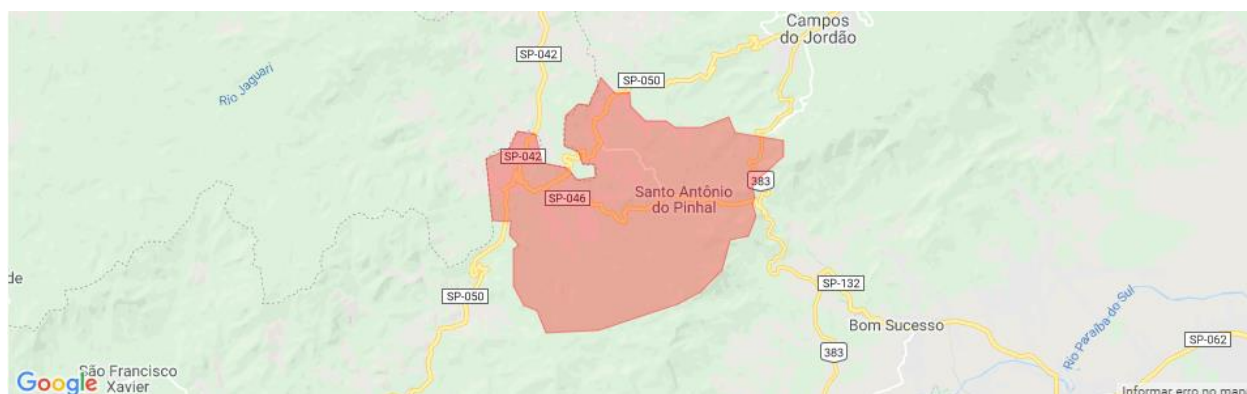 Campos
do Jordão
SP-042
SP-050
Rio Jaguari
SP-042
383
Santo Antônio
do Pinhal
SP-046
de
SP-132
SP-050
Bom Sucesso
Rio Paraíba do Sul
SP-062
383
São Francisco
Xavier
Google
Informar erro no mapa